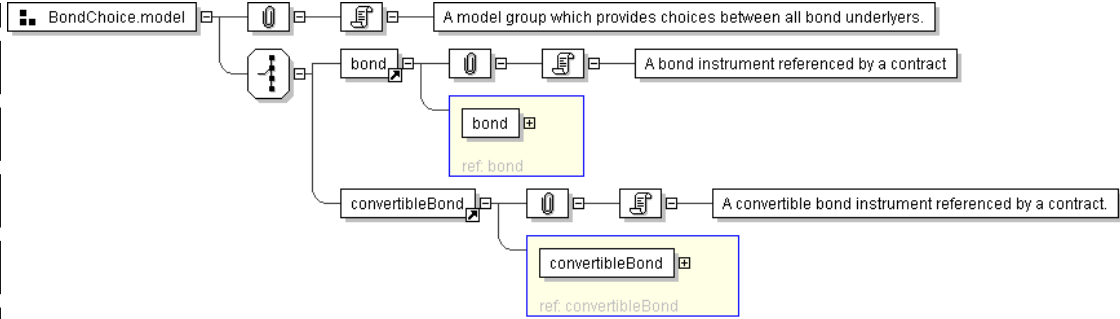 BondChoice.model
A model group which provides choices between all bond underlyers.
bond
A bond instrument referenced by a contract
bond
ref: bond
convertibleBond
A convertible bond instrument referenced by a contract.
convertibleBond
ref: convertibleBond